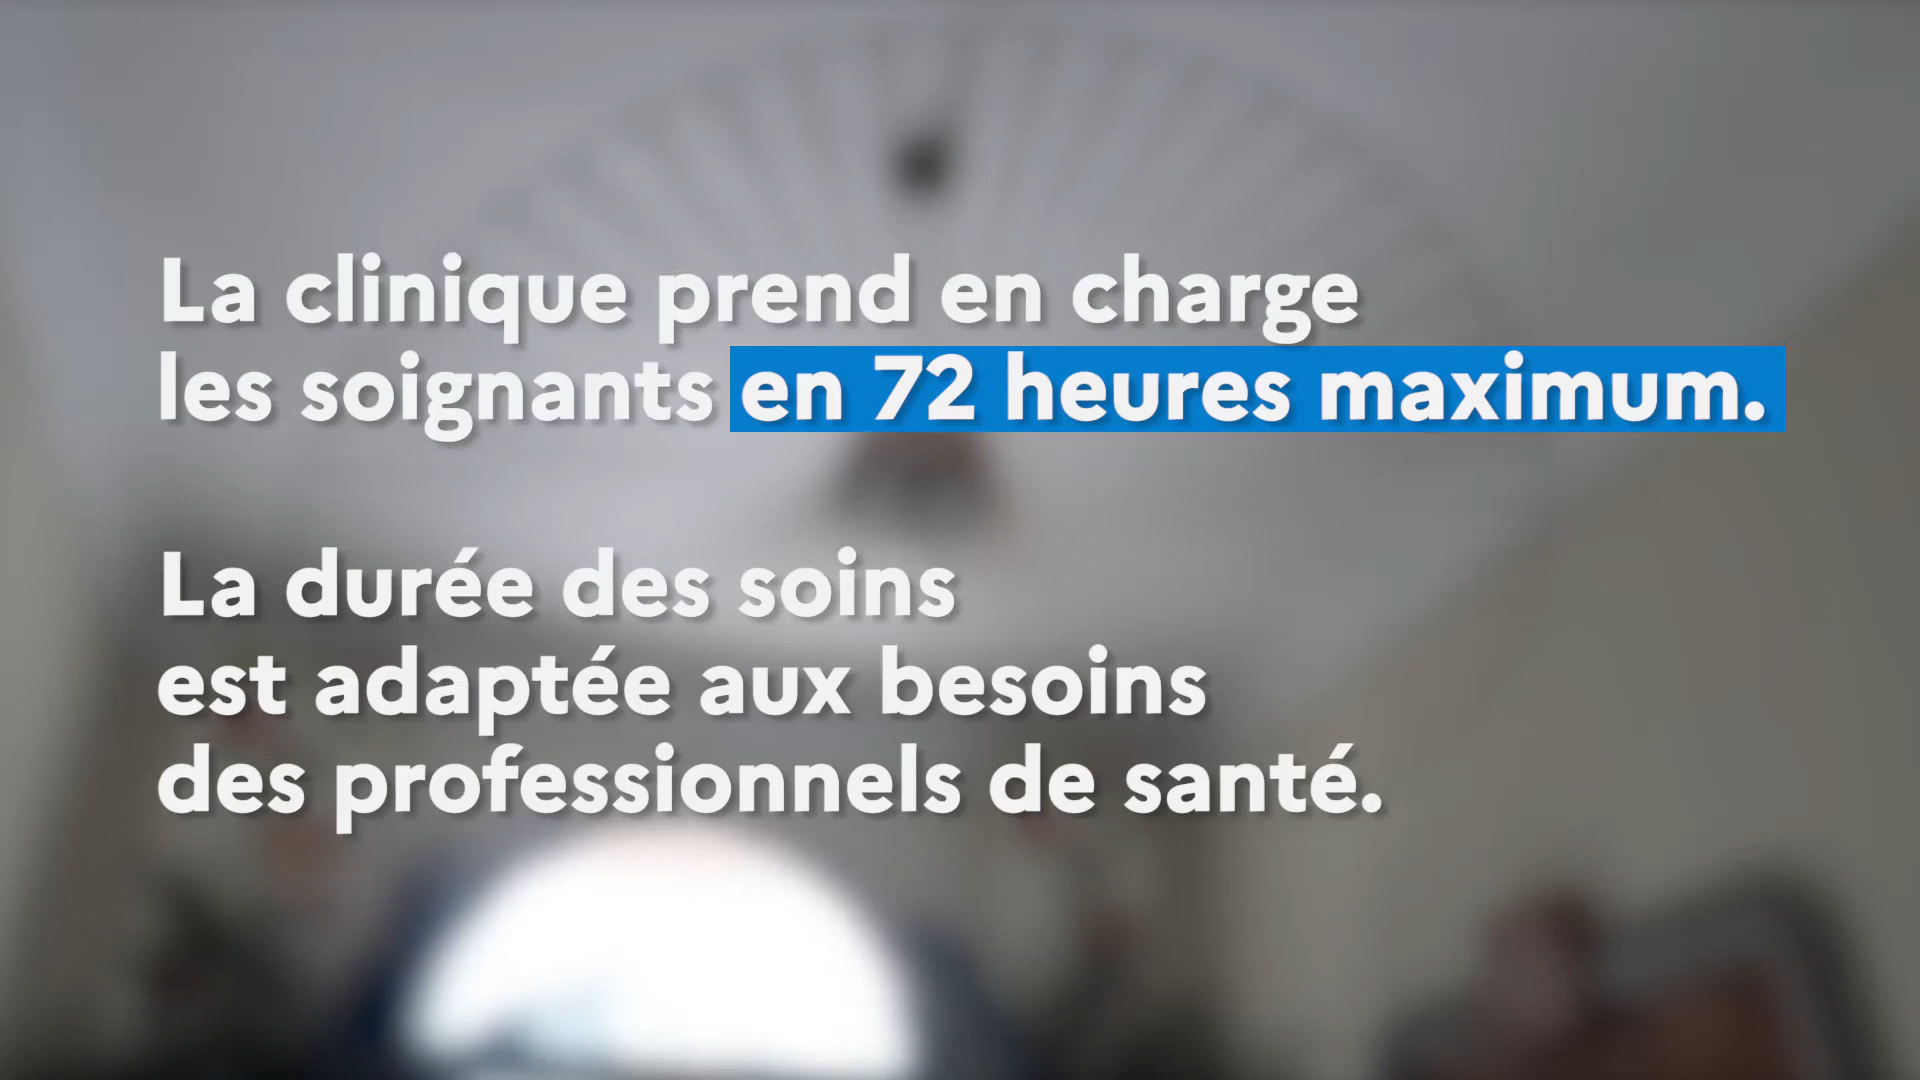 La clinique prend en charge
les soignants en 72 heures maximum.
La durée des soins
est adaptée aux besoins
des professionnels de santé.